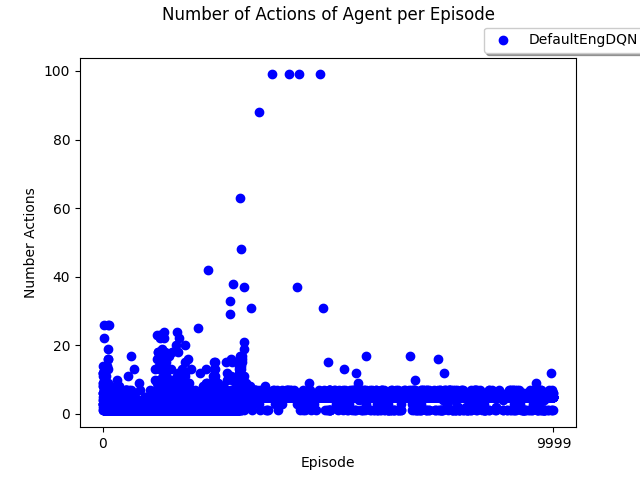 Number of Actions of Agent per Episode
DefaultEngDQN
100
80
60
40
20
0
Number Actions
0
9999
Episode